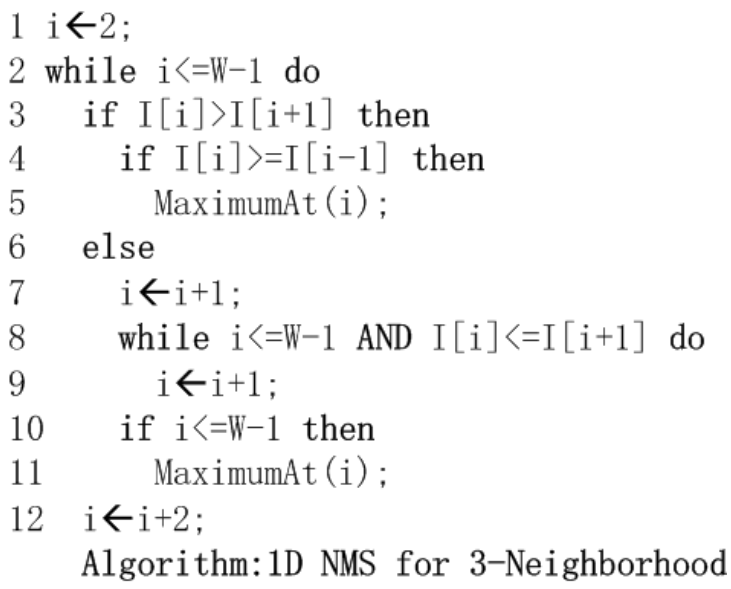 1 i←2;
2 while i<=W-1 do
3 if I[i]>I[i+1] then
4 if I[i]>=I[i-1] then
5 MaximumAt(i);
6 else
7 i←i+1;
8 while i<=W-1 AND I[i]<=I[i+1] do
9 i←i+1;
10 if i<=W-1 then
11 MaximumAt(i);
12 i←i+2;
Algorithm:1D NMS for 3-Neighborhood